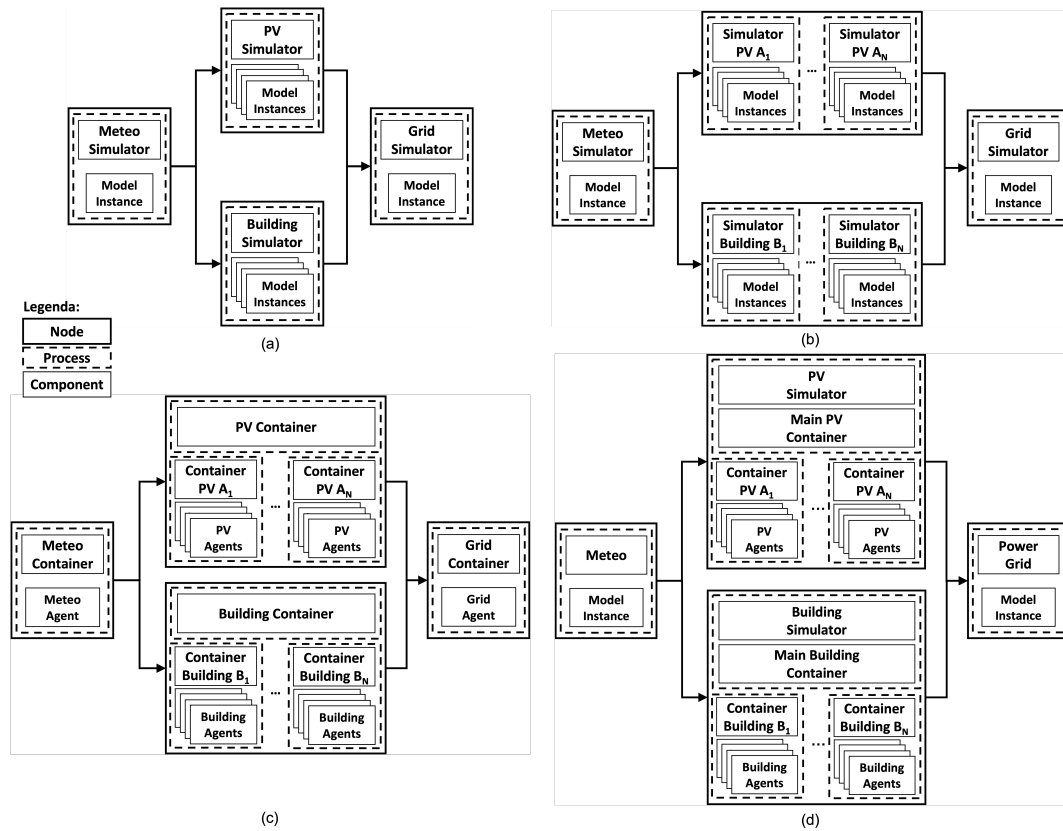 PV
Simulator
Model
Instances
Meteo
Simulator
Model
Instance
Grid
Simulator
Model
Instance
Building
Simulator
Model
Instances
(a)
Simulator
PV A₁
Model
Instances
...
Simulator
PV Aₙ
Model
Instances
Meteo
Simulator
Model
Instance
Grid
Simulator
Model
Instance
Simulator
Building B₁
Model
Instances
...
Simulator
Building Bₙ
Model
Instances
(b)
Legenda:
Node
Process
Component
PV Container
Container
PV A₁
PV
Agents
...
Container
PV Aₙ
PV
Agents
Meteo
Container
Meteo
Agent
Grid
Container
Grid
Agent
Building Container
Container
Building B₁
Building
Agents
...
Container
Building Bₙ
Building
Agents
(c)
PV
Simulator
Main PV
Container
Container
PV A₁
PV
Agents
...
Container
PV Aₙ
PV
Agents
Meteo
Model
Instance
Power
Grid
Model
Instance
Building
Simulator
Main Building
Container
Container
Building B₁
Building
Agents
...
Container
Building Bₙ
Building
Agents
(d)